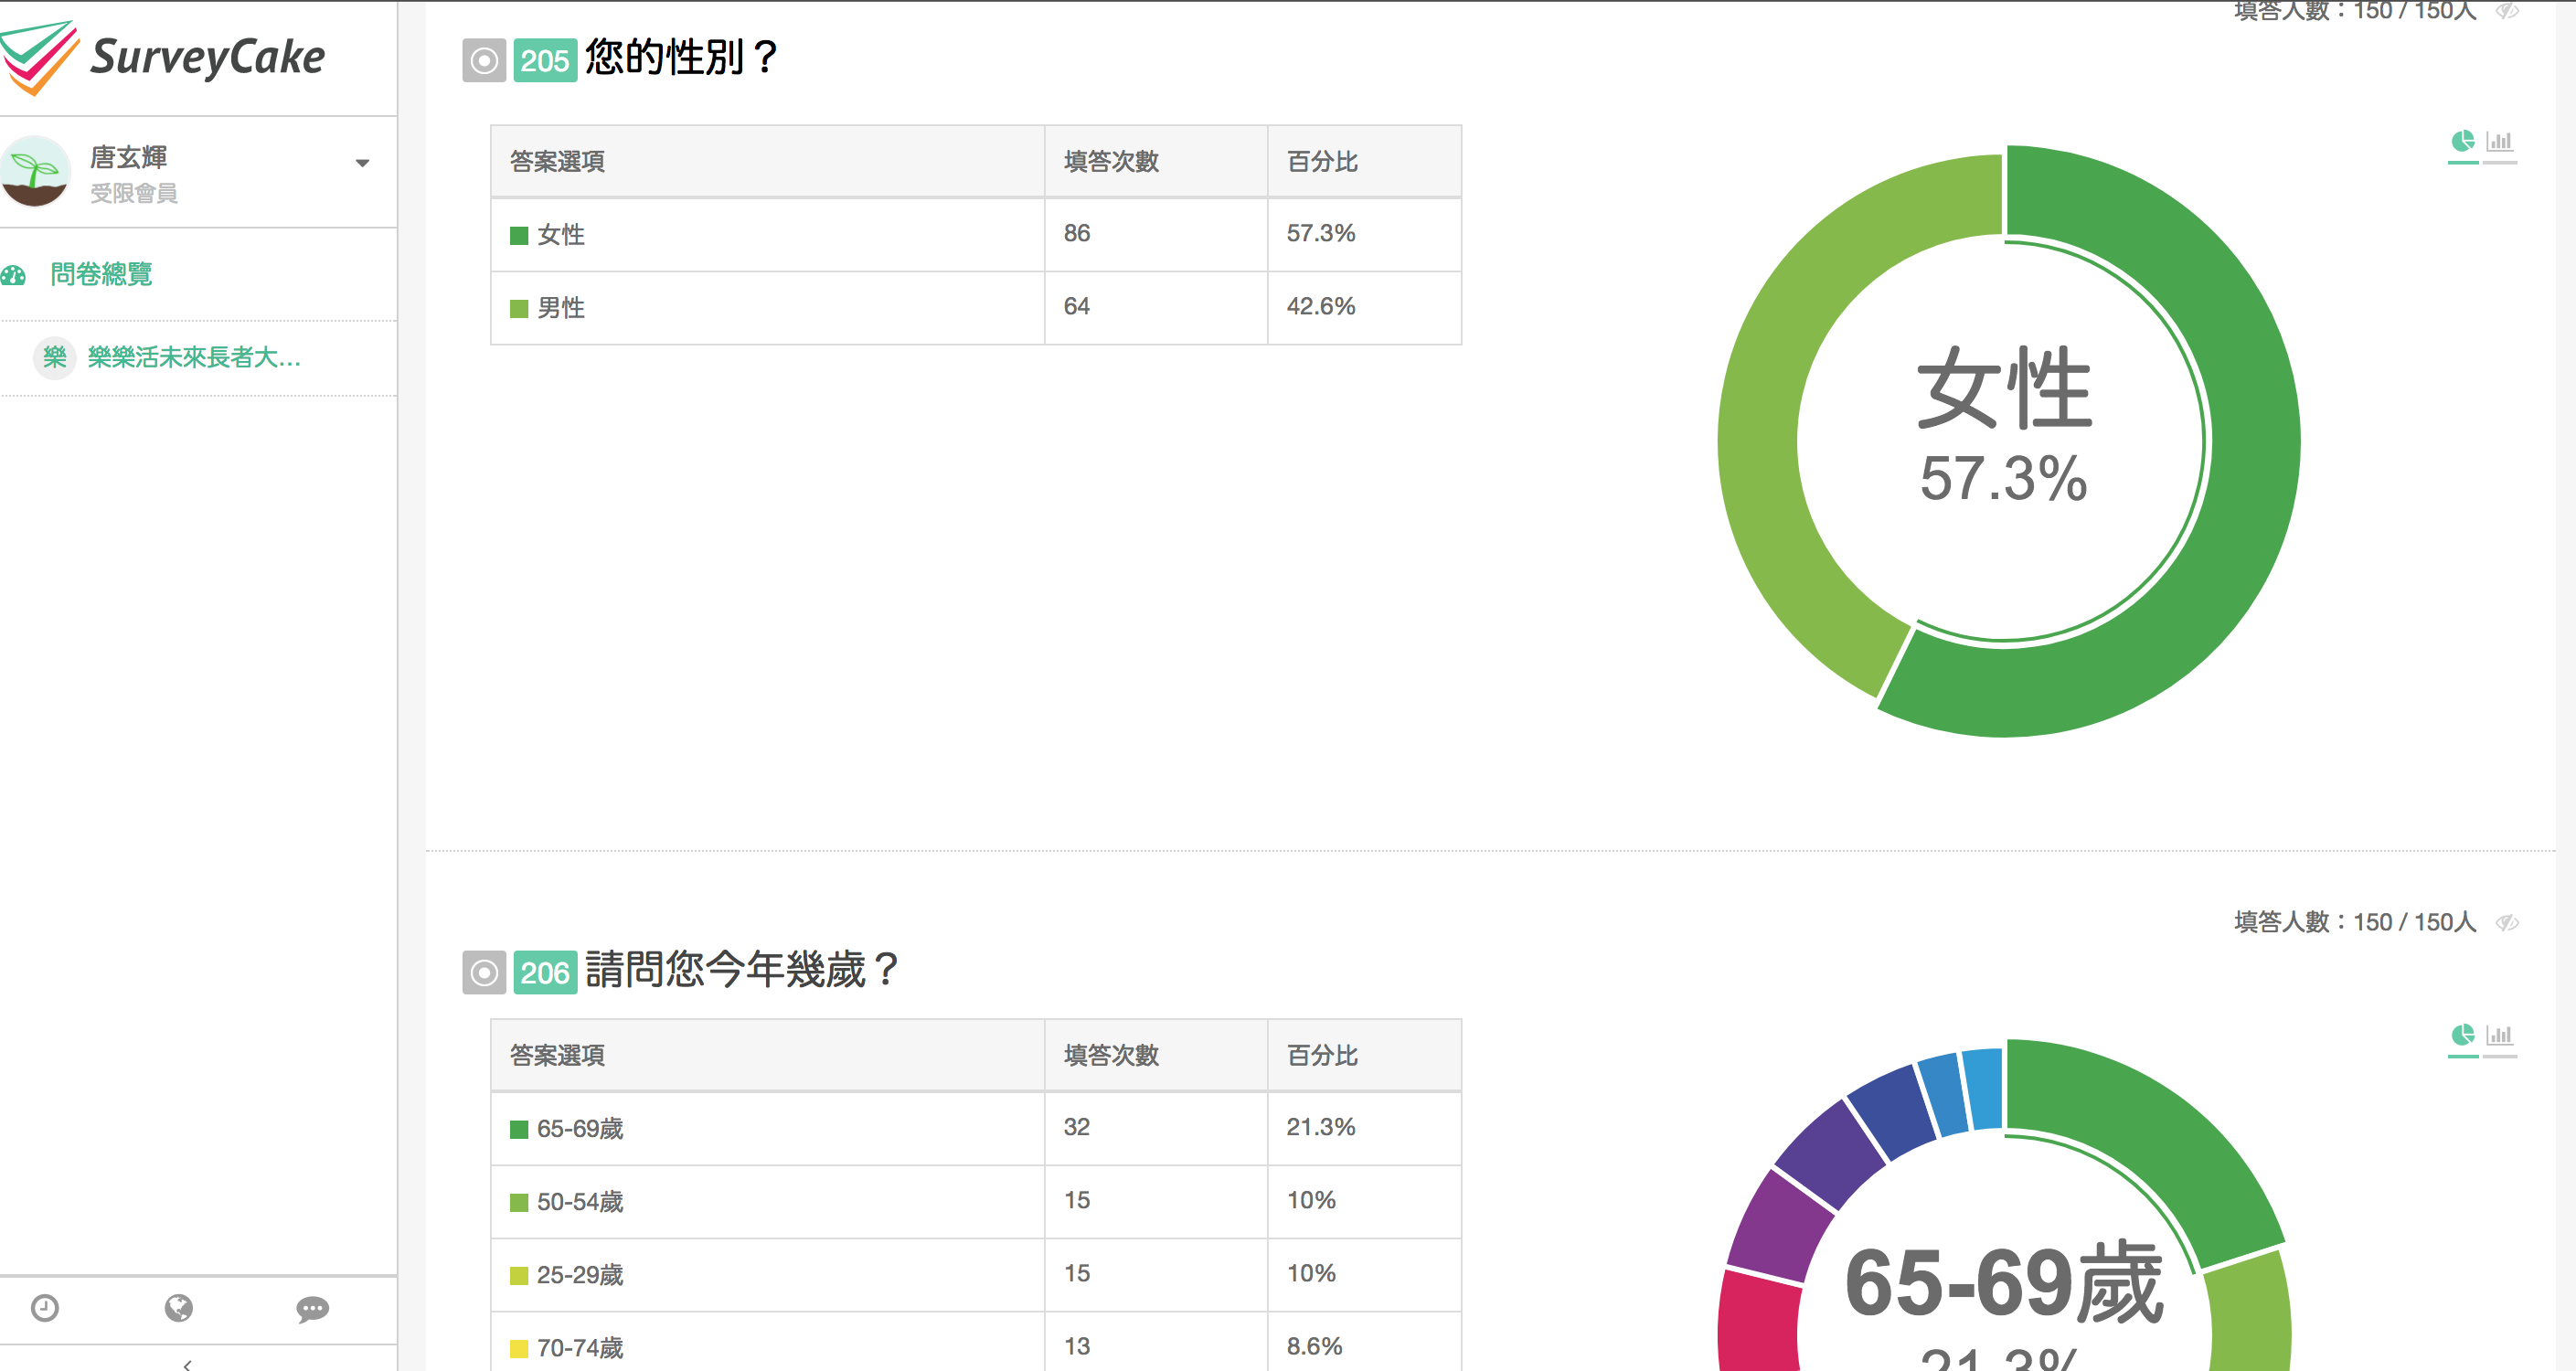 SurveyCake
唐玄輝
受限會員
問卷總覽
樂 樂樂活未來長者大...
填答人數：150 / 150人
205 您的性別？
答案選項 填答次數 百分比
女性 86 57.3%
男性 64 42.6%
女性
57.3%
填答人數：150 / 150人
206 請問您今年幾歲？
答案選項 填答次數 百分比
65-69歲 32 21.3%
50-54歲 15 10%
25-29歲 15 10%
70-74歲 13 8.6%
65-69歲
21.3%